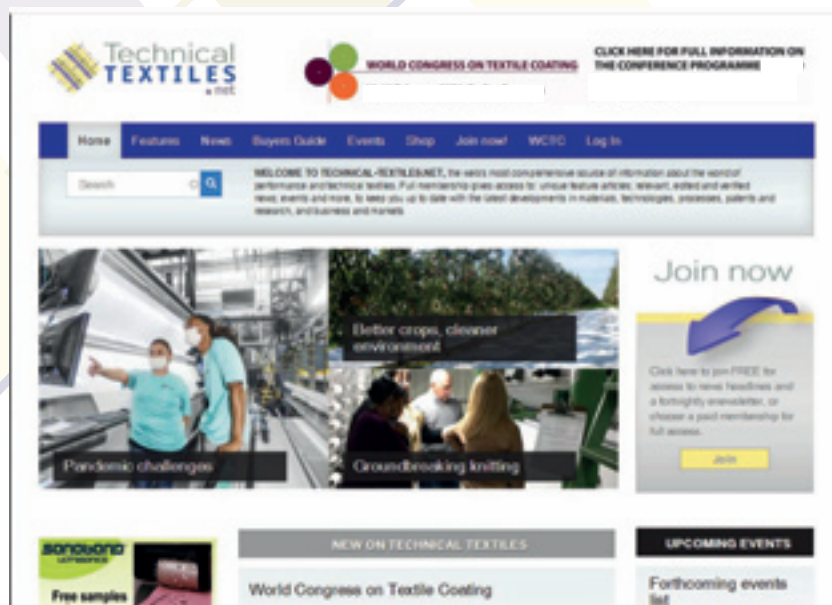 Technical
TEXTILES
.net
WORLD CONGRESS ON TEXTILE COATING
CLICK HERE FOR FULL INFORMATION ON
THE CONFERENCE PROGRAMME
Home Features News Buyers Guide Events Shop Join now! WCTC Log In
Search
WELCOME TO TECHNICAL-TEXTILES.NET, the web's most comprehensive source of information about the world of
performance and technical textiles. Full membership gives access to: unique feature articles; relevant, edited and verified
news; events and more, to keep you up to date with the latest developments in materials, technologies, processes, patents and
research, and business and markets
Better crops, cleaner
environment
Pandemic challenges
Groundbreaking knitting
Join now
Click here to join FREE for
access to news headlines and
a fortnightly enewsletter, or
choose a paid membership for
full access.
Join
SONOBOND
ULTRASONICS
Free samples
NEW ON TECHNICAL TEXTILES
World Congress on Textile Coating
UPCOMING EVENTS
Forthcoming events
list